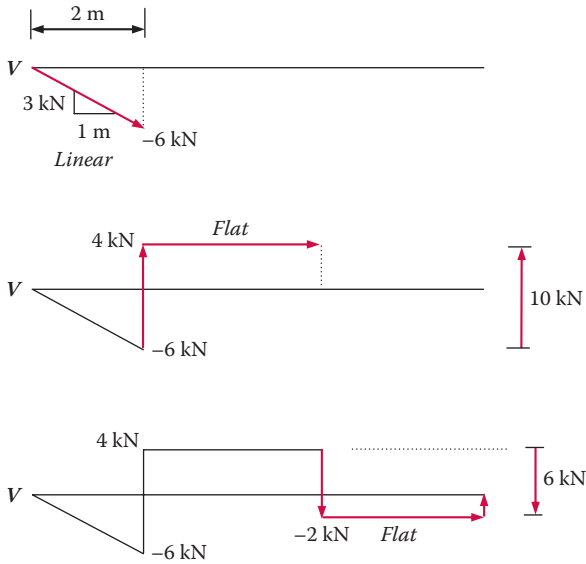 2 m
V
3 kN
1 m
–6 kN
Linear
4 kN
Flat
V
10 kN
–6 kN
4 kN
6 kN
V
–2 kN
Flat
–6 kN